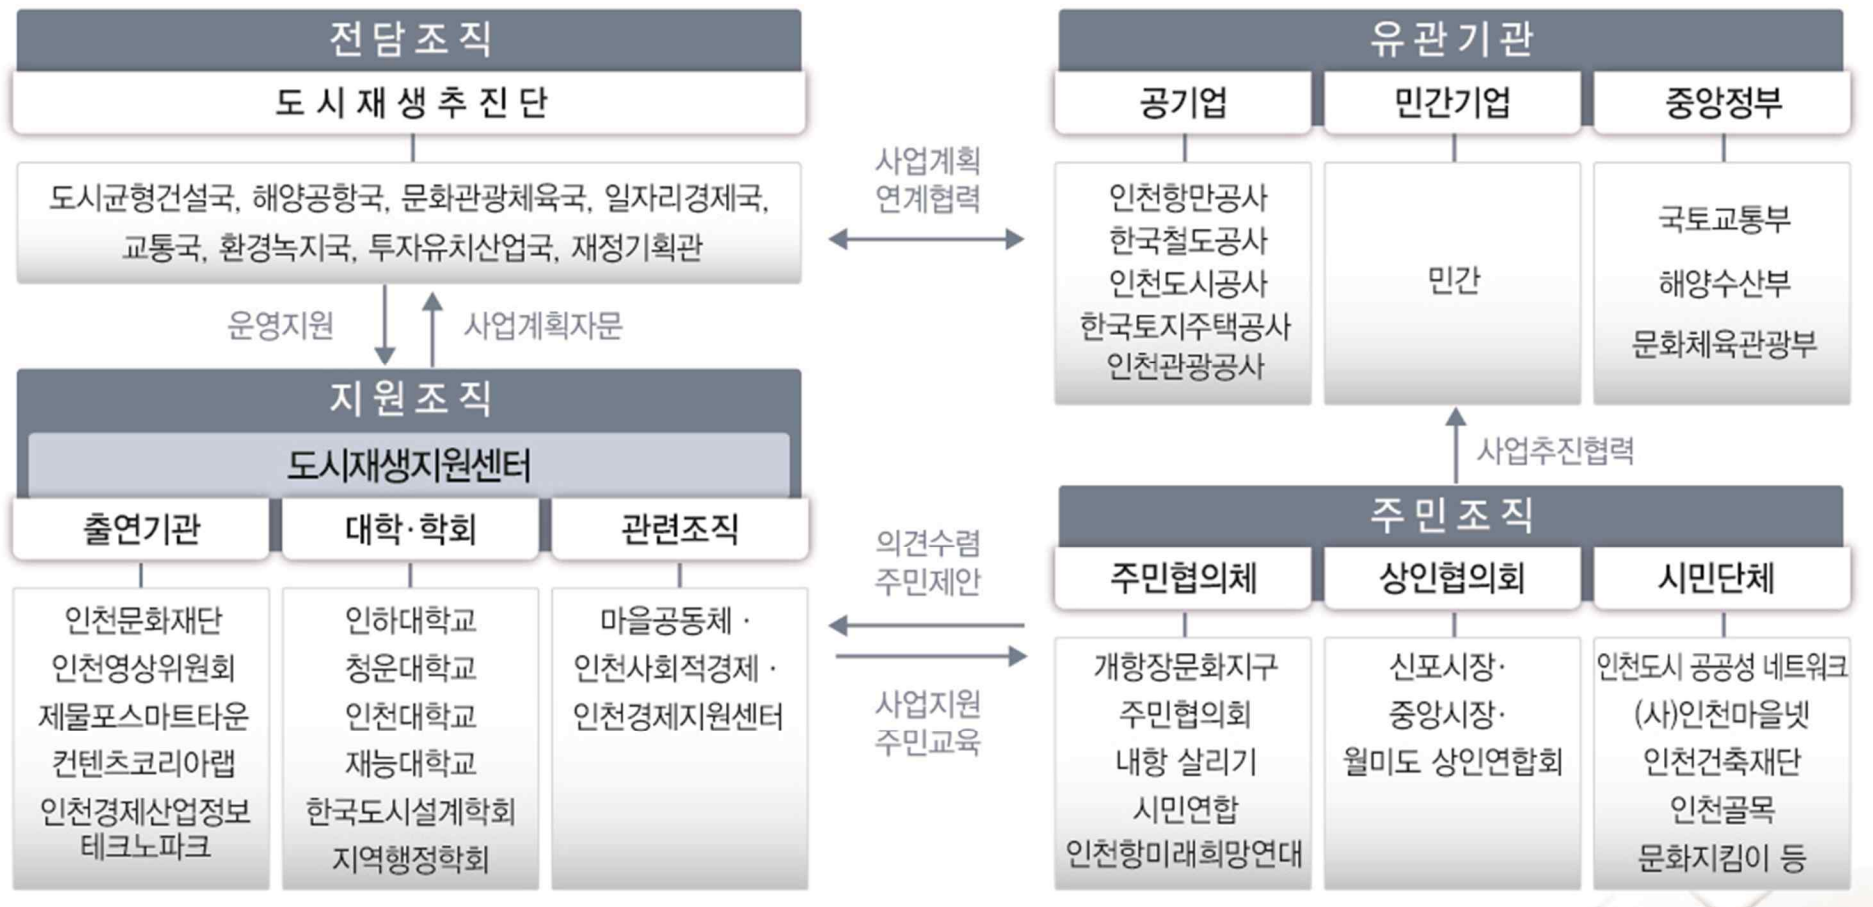 전담조직
도시재생추진단
도시균형건설국, 해양공항국, 문화관광체육국, 일자리경제국,
교통국, 환경녹지국, 투자유치산업국, 재정기획관
운영지원
사업계획자문
사업계획
연계협력
유관기관
공기업
인천항만공사
한국철도공사
인천도시공사
한국토지주택공사
인천관광공사
민간기업
민간
중앙정부
국토교통부
해양수산부
문화체육관광부
사업추진협력
지원조직
도시재생지원센터
출연기관
인천문화재단
인천영상위원회
제물포스마트타운
컨텐츠코리아랩
인천경제산업정보
테크노파크
대학·학회
인하대학교
청운대학교
인천대학교
재능대학교
한국도시설계학회
지역행정학회
관련조직
마을공동체 ·
인천사회적경제 ·
인천경제지원센터
의견수렴
주민제안
사업지원
주민교육
주민조직
주민협의체
개항장문화지구
주민협의회
내항 살리기
시민연합
인천항미래희망연대
상인협의회
신포시장·
중앙시장·
월미도 상인연합회
시민단체
인천도시 공공성 네트워크
(사)인천마을넷
인천건축재단
인천골목
문화지킴이 등